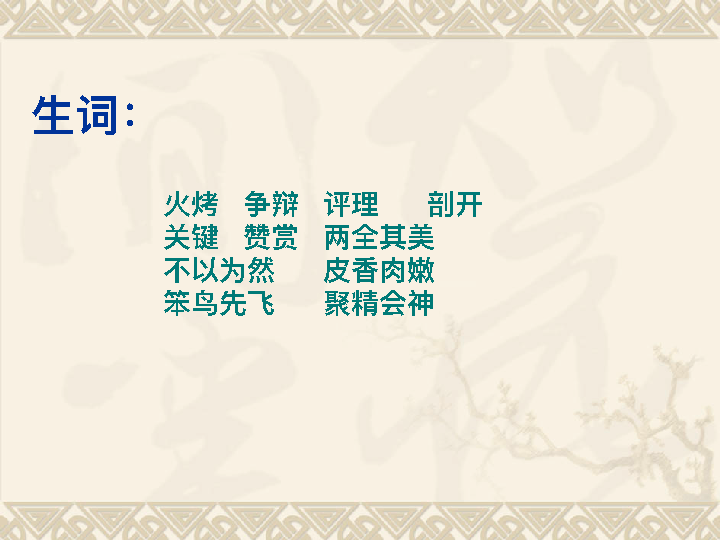 生词：
火烤 争辩 评理 剖开
关键 赞赏 两全其美
不以为然 皮香肉嫩
笨鸟先飞 聚精会神